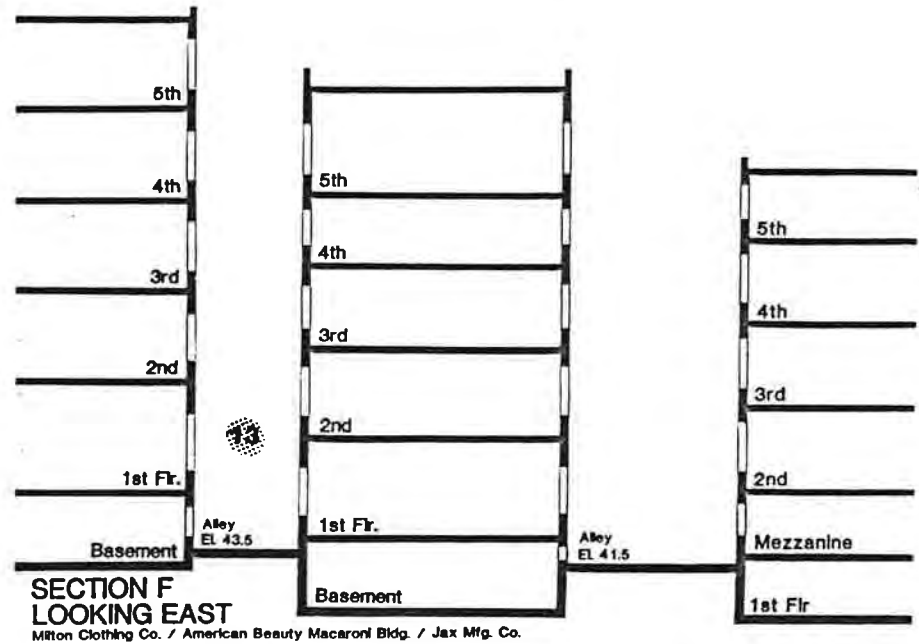 5th
4th
3rd
2nd
1st Flr.
Basement
Alley
EL 43.5
5th
4th
3rd
2nd
1st Flr.
Basement
Alley
EL 41.5
5th
4th
3rd
2nd
Mezzanine
1st Flr
SECTION F
LOOKING EAST
Milton Clothing Co. / American Beauty Macaroni Bldg. / Jax Mfg. Co.